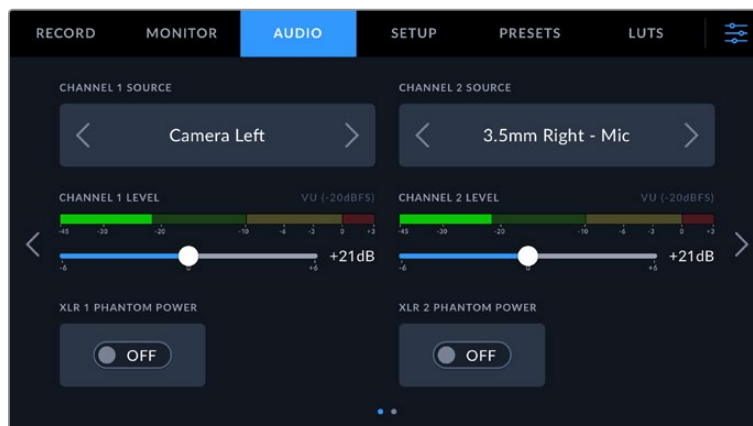 RECORD MONITOR AUDIO SETUP PRESETS LUTS
CHANNEL 1 SOURCE CHANNEL 2 SOURCE
Camera Left 3.5mm Right - Mic
CHANNEL 1 LEVEL VU (-20dBFS) CHANNEL 2 LEVEL VU (-20dBFS)
-45 -30 -20 -10 -6 -3 0 +3 -45 -30 -20 -10 -6 -3 0 +3
+21dB +21dB
-6 0 +6 -6 0 +6
XLR 1 PHANTOM POWER XLR 2 PHANTOM POWER
OFF OFF